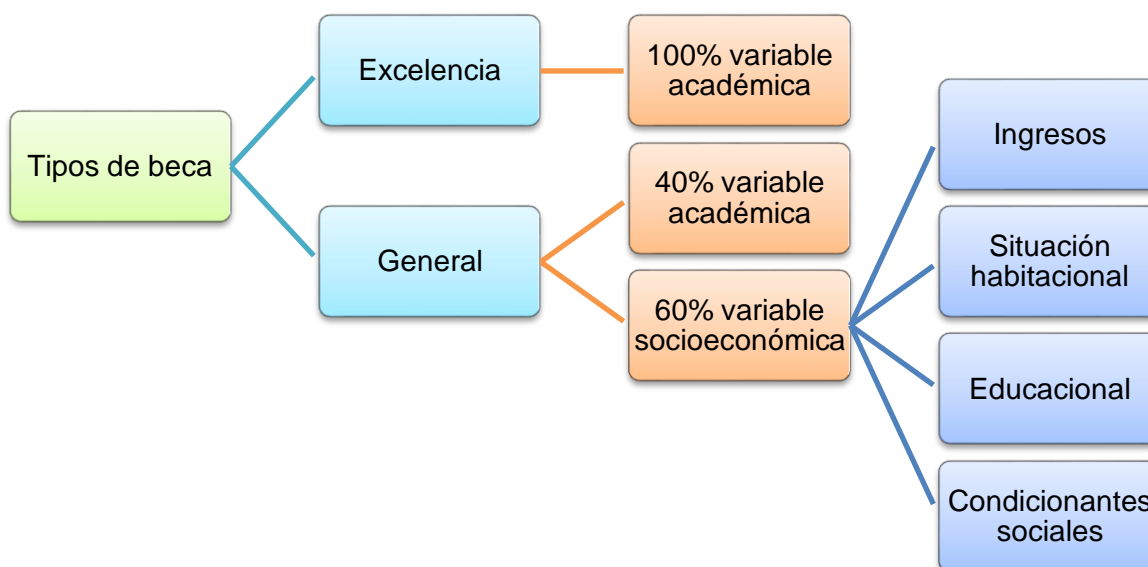 Tipos de beca
Excelencia
General
100% variable
académica
40% variable
académica
60% variable
socioeconómica
Ingresos
Situación
habitacional
Educacional
Condicionantes
sociales